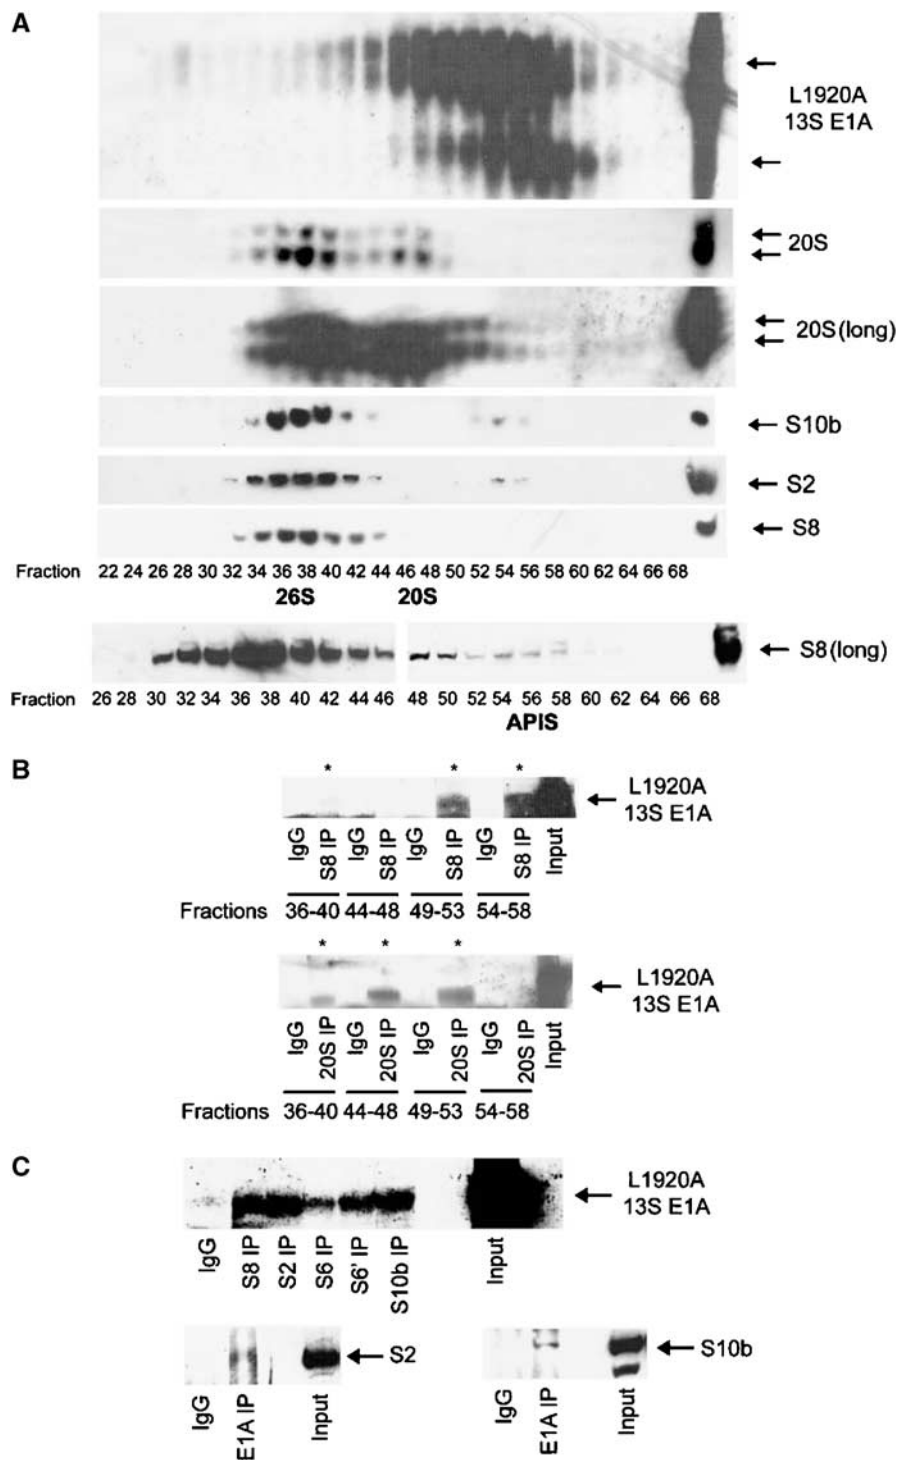 A
L1920A
13S E1A
20S
20S (long)
S10b
S2
S8
Fraction 22 24 26 28 30 32 34 36 38 40 42 44 46 48 50 52 54 56 58 60 62 64 66 68
26S 20S
S8 (long)
Fraction 26 28 30 32 34 36 38 40 42 44 46 48 50 52 54 56 58 60 62 64 66 68
APIS
B
* * *
L1920A
13S E1A
IgG S8 IP IgG S8 IP IgG S8 IP IgG S8 IP Input
Fractions 36-40 44-48 49-53 54-58
* * *
L1920A
13S E1A
IgG 20S IP IgG 20S IP IgG 20S IP IgG 20S IP Input
Fractions 36-40 44-48 49-53 54-58
C
L1920A
13S E1A
IgG S8 IP S2 IP S6 IP S6' IP S10b IP Input
S2 S10b
IgG E1A IP Input IgG E1A IP Input